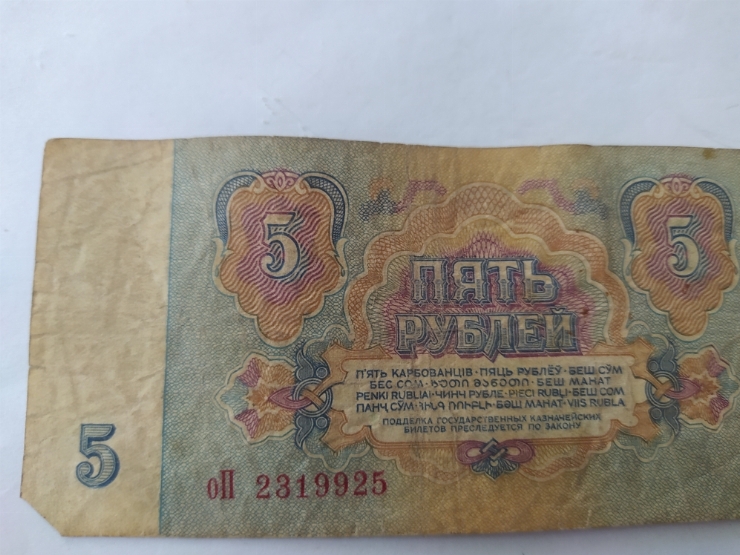 5
5
ПЯТЬ
РУБЛЕЙ
П'ЯТЬ КАРБОВАНЦІВ · ПЯЦЬ РУБЛЁЎ · БЕШ СЎМ
БЕС СОМ · ხუთი მანეთი · БЕШ МАНАТ
PENKI RUBLIAI · ЧИНЧЬ РУБЛЕ · PIECI RUBĻI · БЕШ СОМ
ПАНҶ СӮМ · ՀԻՆԳ ՌՈՒԲԼԻ · БӘШ МАНАТ · VIIS RUBLA
ПОДДЕЛКА ГОСУДАРСТВЕННЫХ КАЗНАЧЕЙСКИХ
БИЛЕТОВ ПРЕСЛЕДУЕТСЯ ПО ЗАКОНУ
5
оП 2319925